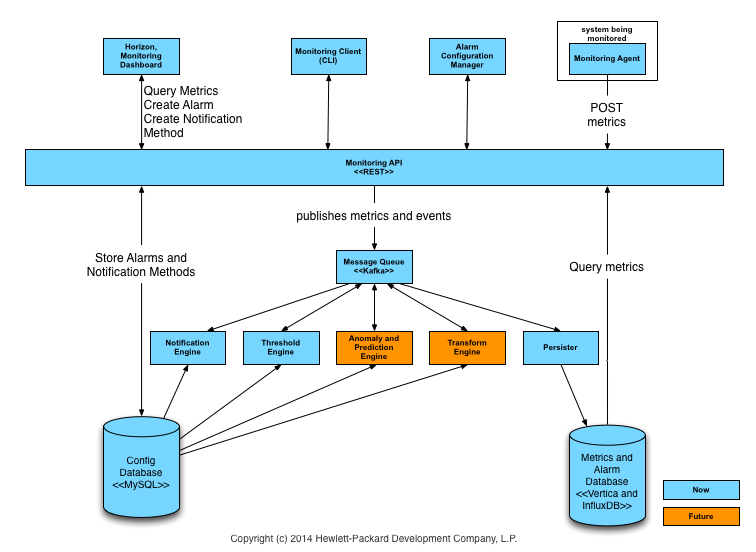 system being
monitored
Horizon,
Monitoring
Dashboard
Monitoring Client
(CLI)
Alarm
Configuration
Manager
Monitoring Agent
Query Metrics
Create Alarm
Create Notification
Method
POST
metrics
Monitoring API
<<REST>>
publishes metrics and events
Store Alarms and
Notification Methods
Message Queue
<<Kafka>>
Query metrics
Notification
Engine
Threshold
Engine
Anomaly and
Prediction
Engine
Transform
Engine
Persister
Config
Database
<<MySQL>>
Metrics and
Alarm
Database
<<Vertica and
InfluxDB>>
Now
Future
Copyright (c) 2014 Hewlett-Packard Development Company, L.P.